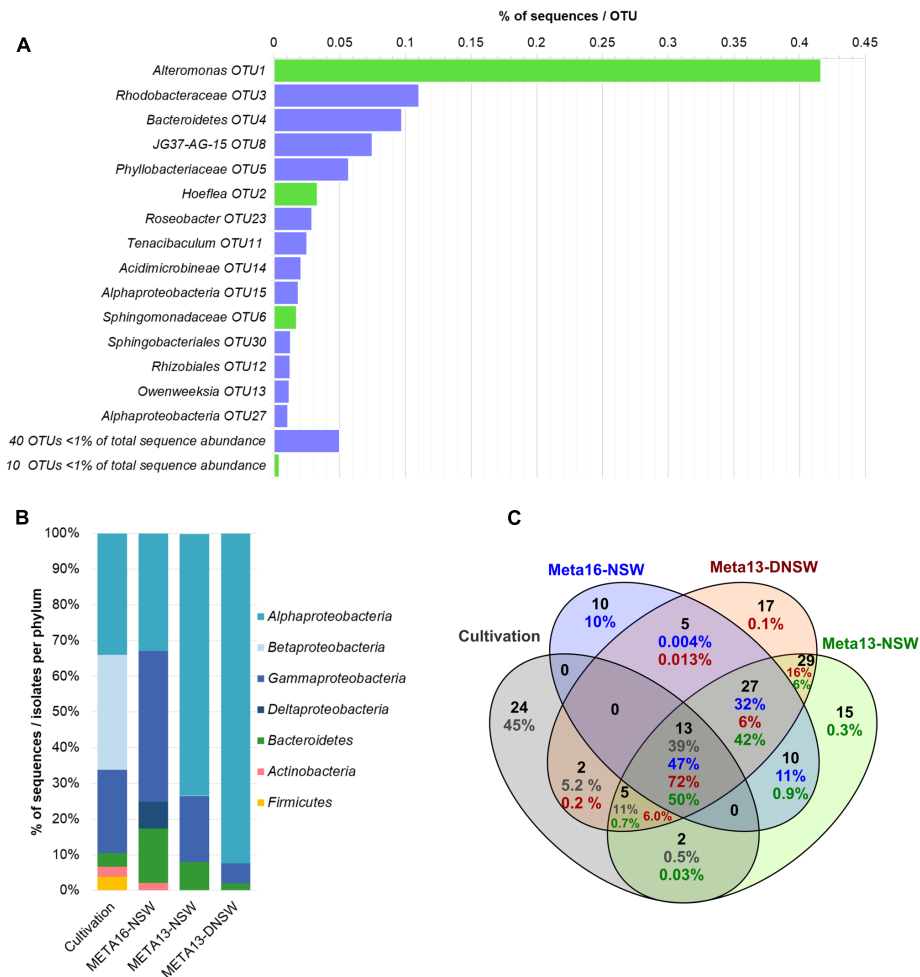 % of sequences / OTU
A
0 0.05 0.1 0.15 0.2 0.25 0.3 0.35 0.4 0.45
Alteromonas OTU1
Rhodobacteraceae OTU3
Bacteroidetes OTU4
JG37-AG-15 OTU8
Phyllobacteriaceae OTU5
Hoeflea OTU2
Roseobacter OTU23
Tenacibaculum OTU11
Acidimicrobineae OTU14
Alphaproteobacteria OTU15
Sphingomonadaceae OTU6
Sphingobacteriales OTU30
Rhizobiales OTU12
Owenweeksia OTU13
Alphaproteobacteria OTU27
40 OTUs <1% of total sequence abundance
10 OTUs <1% of total sequence abundance
B
% of sequences / isolates per phylum
100%
90%
80%
70%
60%
50%
40%
30%
20%
10%
0%
Cultivation
META16-NSW
META13-NSW
META13-DNSW
Alphaproteobacteria
Betaproteobacteria
Gammaproteobacteria
Deltaproteobacteria
Bacteroidetes
Actinobacteria
Firmicutes
C
Meta16-NSW
Meta13-DNSW
Cultivation
Meta13-NSW
10
10%
5
0.004%
0.013%
17
0.1%
29
16%
6%
0
27
32%
6%
42%
24
45%
0
15
0.3%
13
39%
47%
72%
50%
2
5.2 %
0.2 %
10
11%
0.9%
5
11%
6.0%
0.7%
0
2
0.5%
0.03%